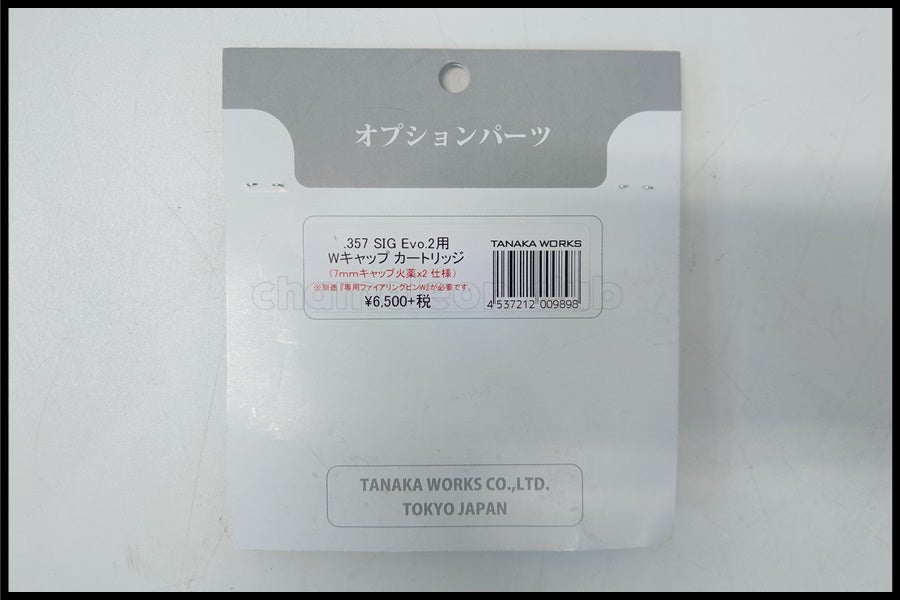 オプションパーツ
.357 SIG Evo.2用
Wキャップ カートリッジ
(7mmキャップ火薬x2 仕様)
※別途『専用ファイアリングピンW』が必要です。
¥6,500+税
TANAKA WORKS
4 537212 009898
TANAKA WORKS CO.,LTD.
TOKYO JAPAN